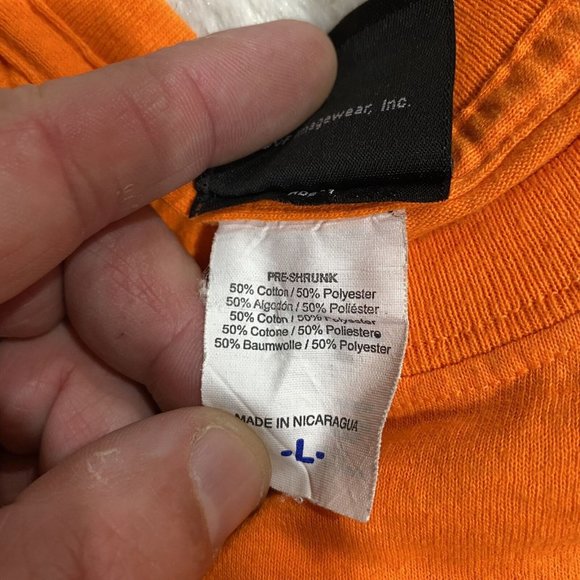 Imagewear, Inc.
PRE-SHRUNK
50% Cotton / 50% Polyester
50% Algodón / 50% Poliéster
50% Coton / 50% Polyester
50% Cotone / 50% Poliestere
50% Baumwolle / 50% Polyester
MADE IN NICARAGUA
-L-